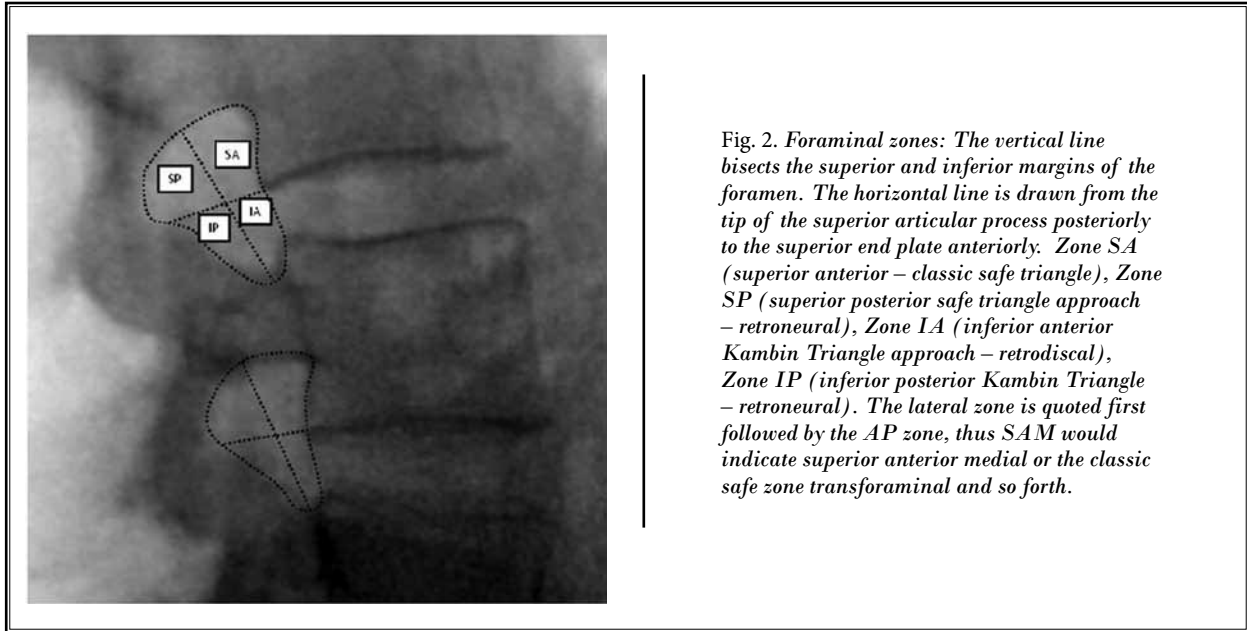 SA
SP
IA
IP
Fig. 2. Foraminal zones: The vertical line
bisects the superior and inferior margins of the
foramen. The horizontal line is drawn from the
tip of the superior articular process posteriorly
to the superior end plate anteriorly. Zone SA
(superior anterior – classic safe triangle), Zone
SP (superior posterior safe triangle approach
– retroneural), Zone IA (inferior anterior
Kambin Triangle approach – retrodiscal),
Zone IP (inferior posterior Kambin Triangle
– retroneural). The lateral zone is quoted first
followed by the AP zone, thus SAM would
indicate superior anterior medial or the classic
safe zone transforaminal and so forth.